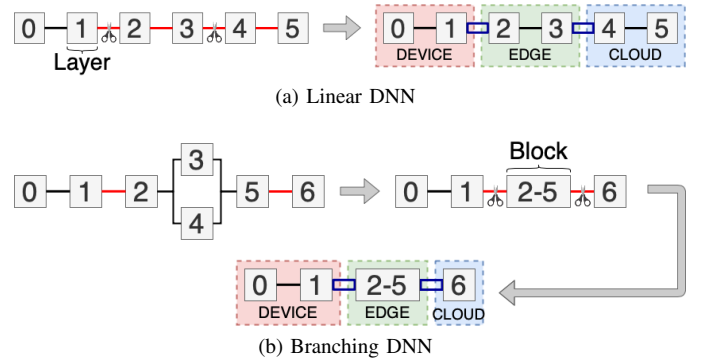 0 1 2 3 4 5 0 1 2 3 4 5
Layer DEVICE EDGE CLOUD
(a) Linear DNN
3 Block
0 1 2 5 6 0 1 2-5 6
4
0 1 2-5 6
DEVICE EDGE CLOUD
(b) Branching DNN